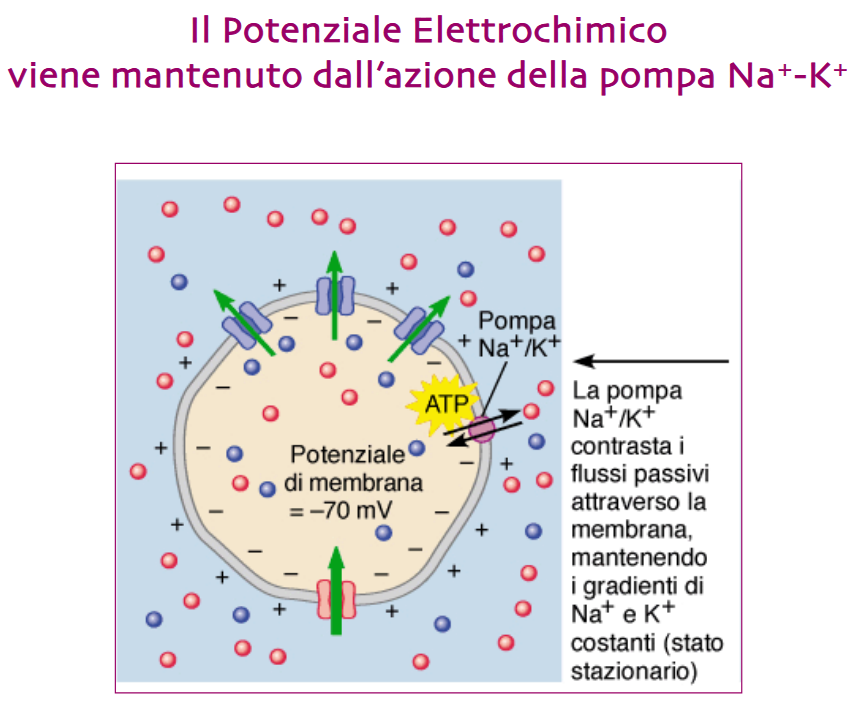 Il Potenziale Elettrochimico
viene mantenuto dall’azione della pompa Na⁺-K⁺
Pompa
Na⁺/K⁺
ATP
Potenziale
di membrana
= –70 mV
La pompa
Na⁺/K⁺
contrasta i
flussi passivi
attraverso la
membrana,
mantenendo
i gradienti di
Na⁺ e K⁺
costanti (stato
stazionario)